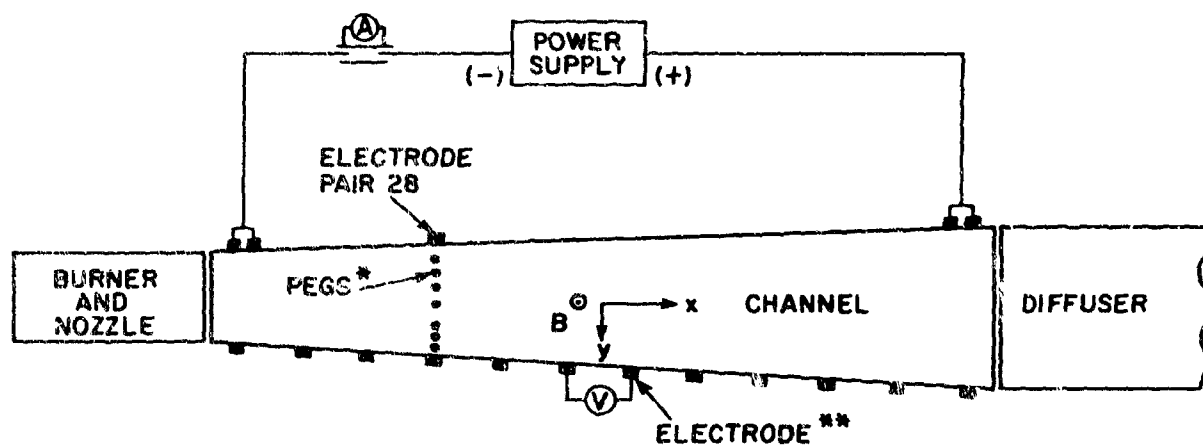 A
POWER
SUPPLY
(-)
(+)
ELECTRODE
PAIR 28
PEGS*
BURNER
AND
NOZZLE
B
x
y
CHANNEL
DIFFUSER
V
ELECTRODE**